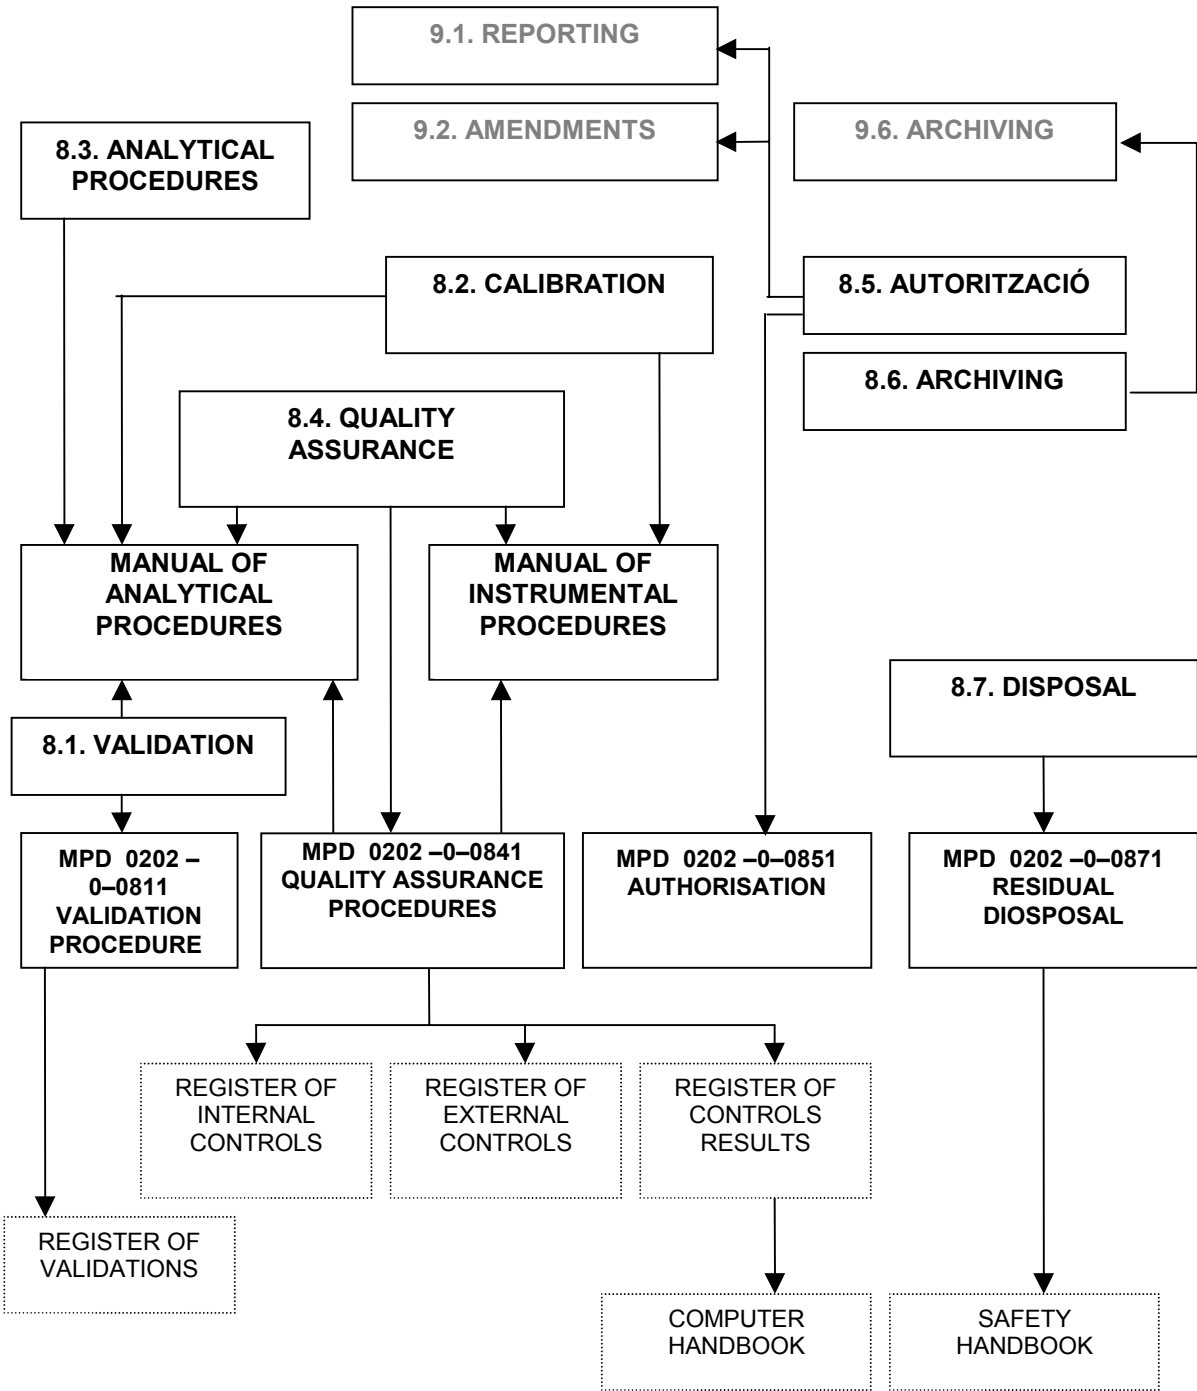 9.1. REPORTING
9.2. AMENDMENTS
9.6. ARCHIVING
8.3. ANALYTICAL
PROCEDURES
8.2. CALIBRATION
8.5. AUTORITZACIÓ
8.6. ARCHIVING
8.4. QUALITY
ASSURANCE
MANUAL OF
ANALYTICAL
PROCEDURES
MANUAL OF
INSTRUMENTAL
PROCEDURES
8.7. DISPOSAL
8.1. VALIDATION
MPD 0202 –
0–0811
VALIDATION
PROCEDURE
MPD 0202 –0–0841
QUALITY ASSURANCE
PROCEDURES
MPD 0202 –0–0851
AUTHORISATION
MPD 0202 –0–0871
RESIDUAL
DIOSPOSAL
REGISTER OF
INTERNAL
CONTROLS
REGISTER OF
EXTERNAL
CONTROLS
REGISTER OF
CONTROLS
RESULTS
REGISTER OF
VALIDATIONS
COMPUTER
HANDBOOK
SAFETY
HANDBOOK